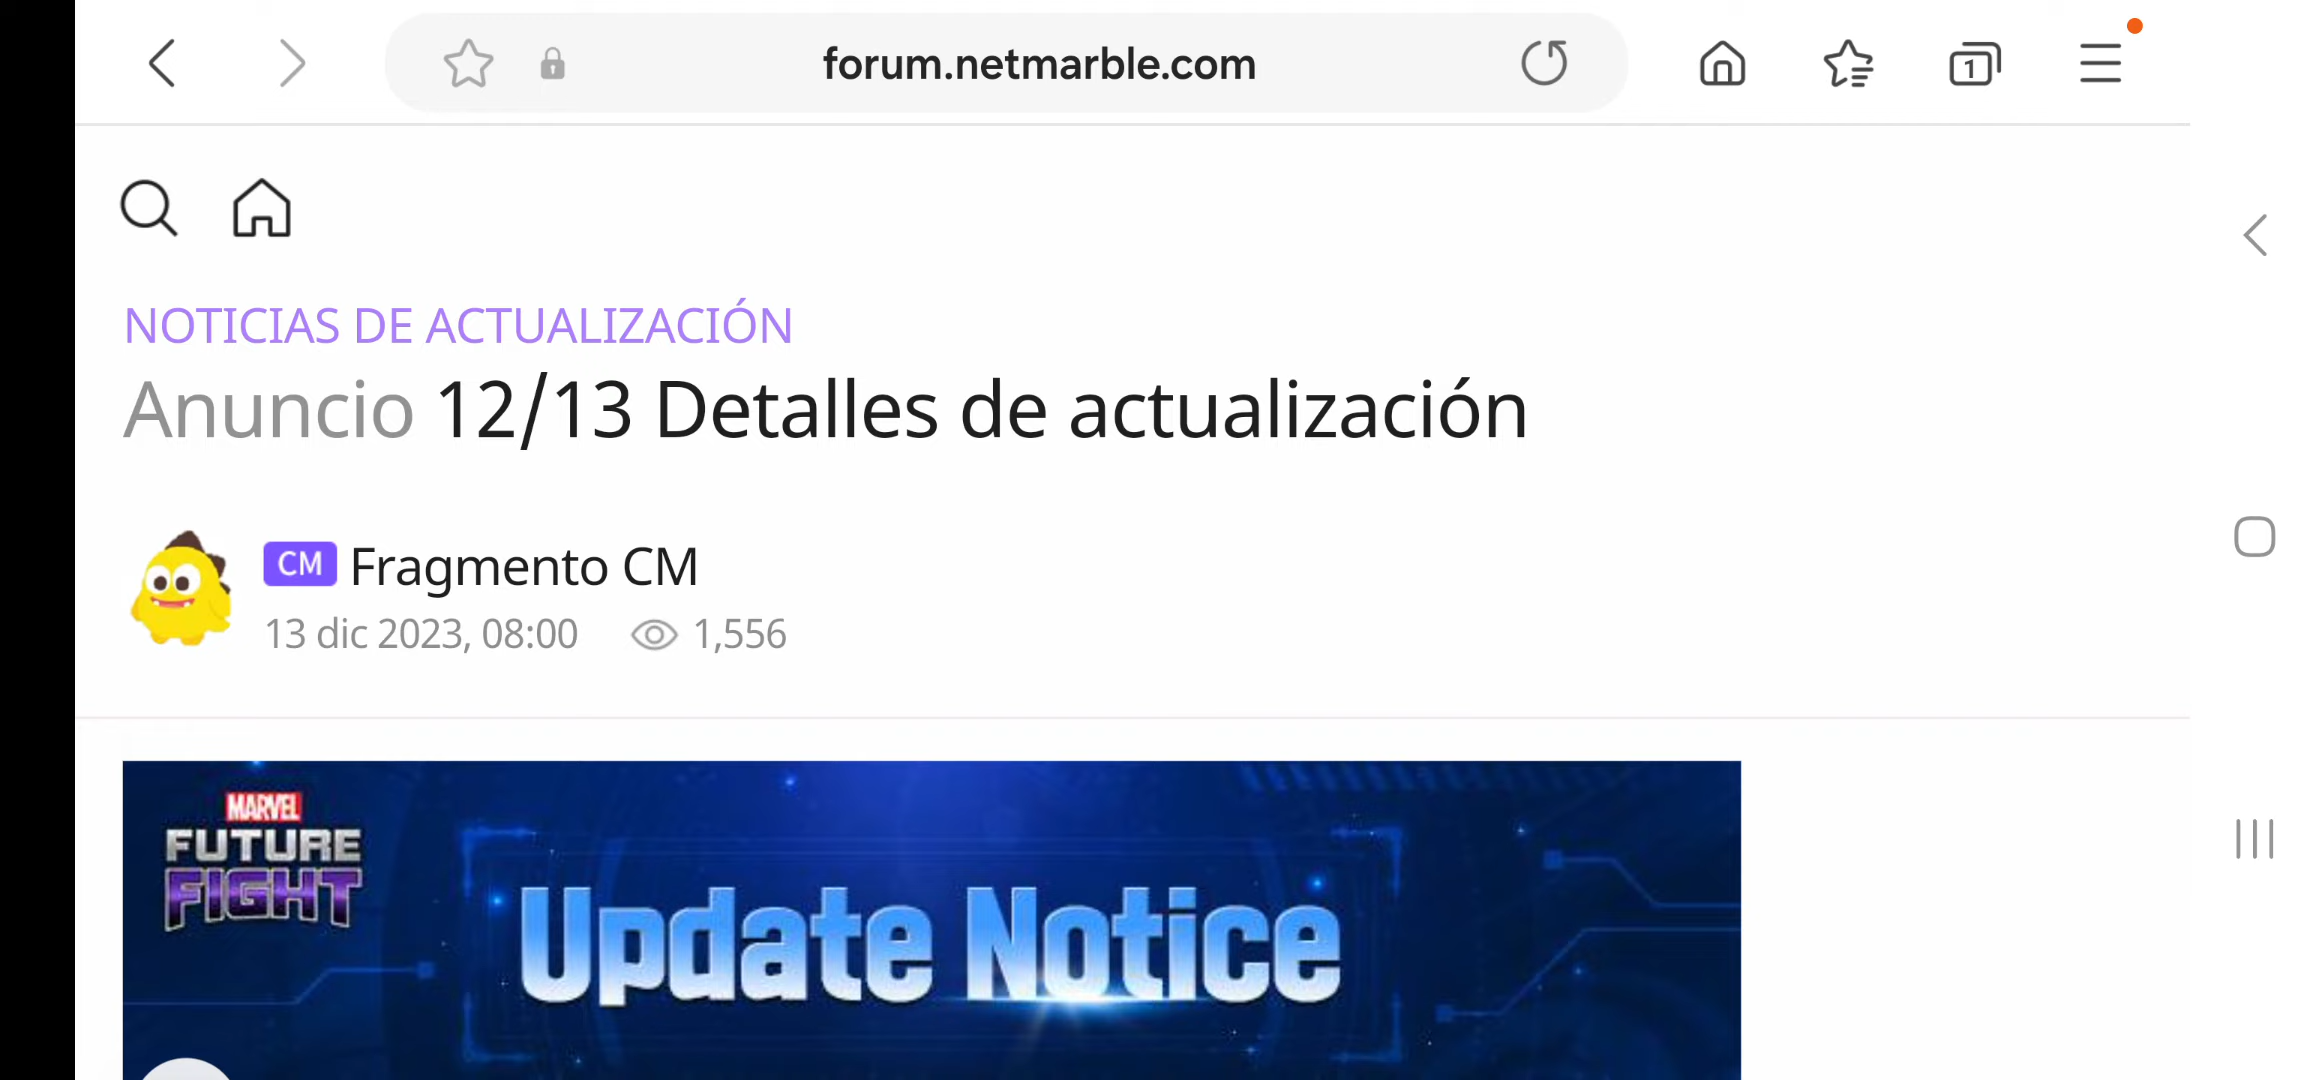 forum.netmarble.com
1
NOTICIAS DE ACTUALIZACIÓN
Anuncio 12/13 Detalles de actualización
CM Fragmento CM
13 dic 2023, 08:00 1,556
MARVEL
FUTURE
FIGHT
Update Notice